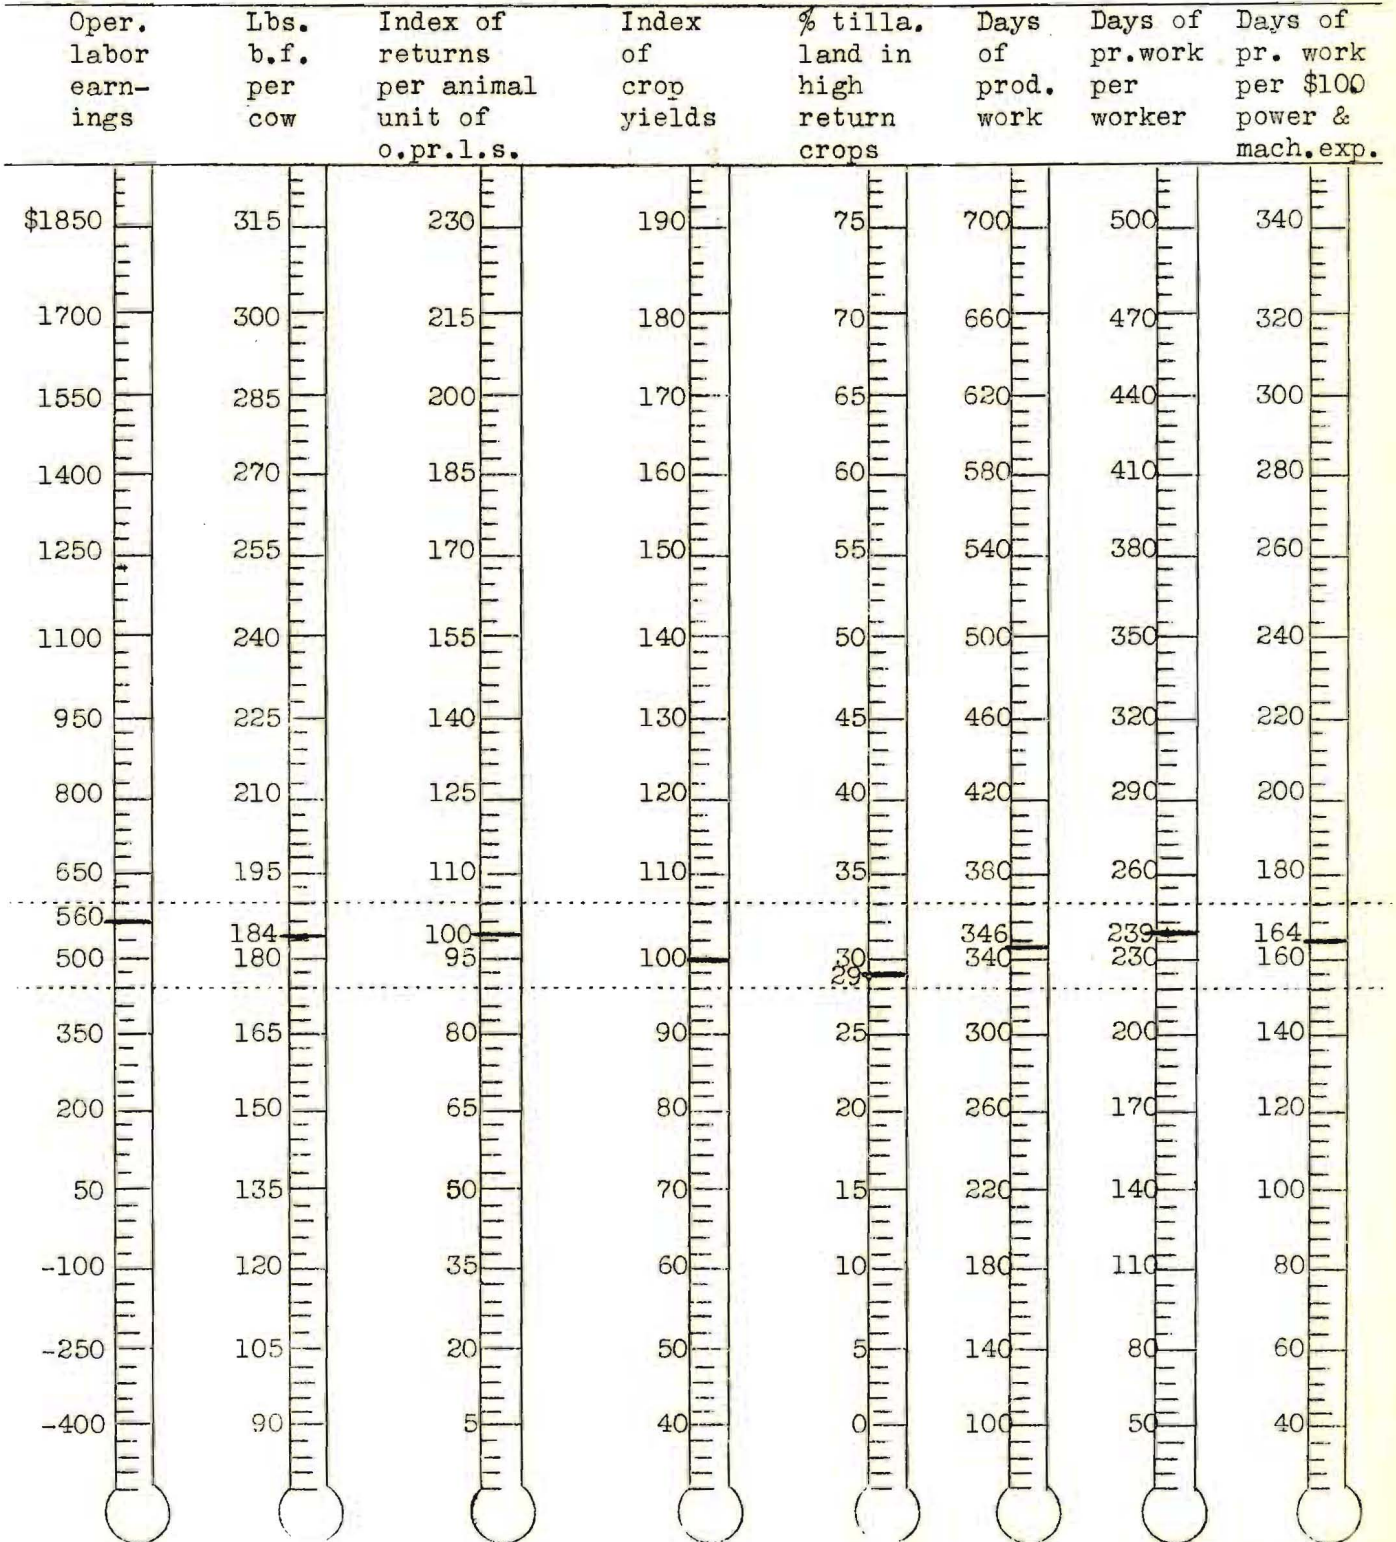 Oper. Lbs. Index of Index % tilla. Days Days of Days of
labor b.f. returns of land in of pr.work pr. work
earn- per per animal crop high prod. per per $100
ings cow unit of yields return work worker power &
o.pr.l.s. crops mach.exp.
$1850 315 230 190 75 700 500 340
1700 300 215 180 70 660 470 320
1550 285 200 170 65 620 440 300
1400 270 185 160 60 580 410 280
1250 255 170 150 55 540 380 260
1100 240 155 140 50 500 350 240
950 225 140 130 45 460 320 220
800 210 125 120 40 420 290 200
650 195 110 110 35 380 260 180
560
184 100 346 239 164
500 180 95 100 30 340 230 160
29
350 165 80 90 25 300 200 140
200 150 65 80 20 260 170 120
50 135 50 70 15 220 140 100
-100 120 35 60 10 180 110 80
-250 105 20 50 5 140 80 60
-400 90 5 40 0 100 50 40